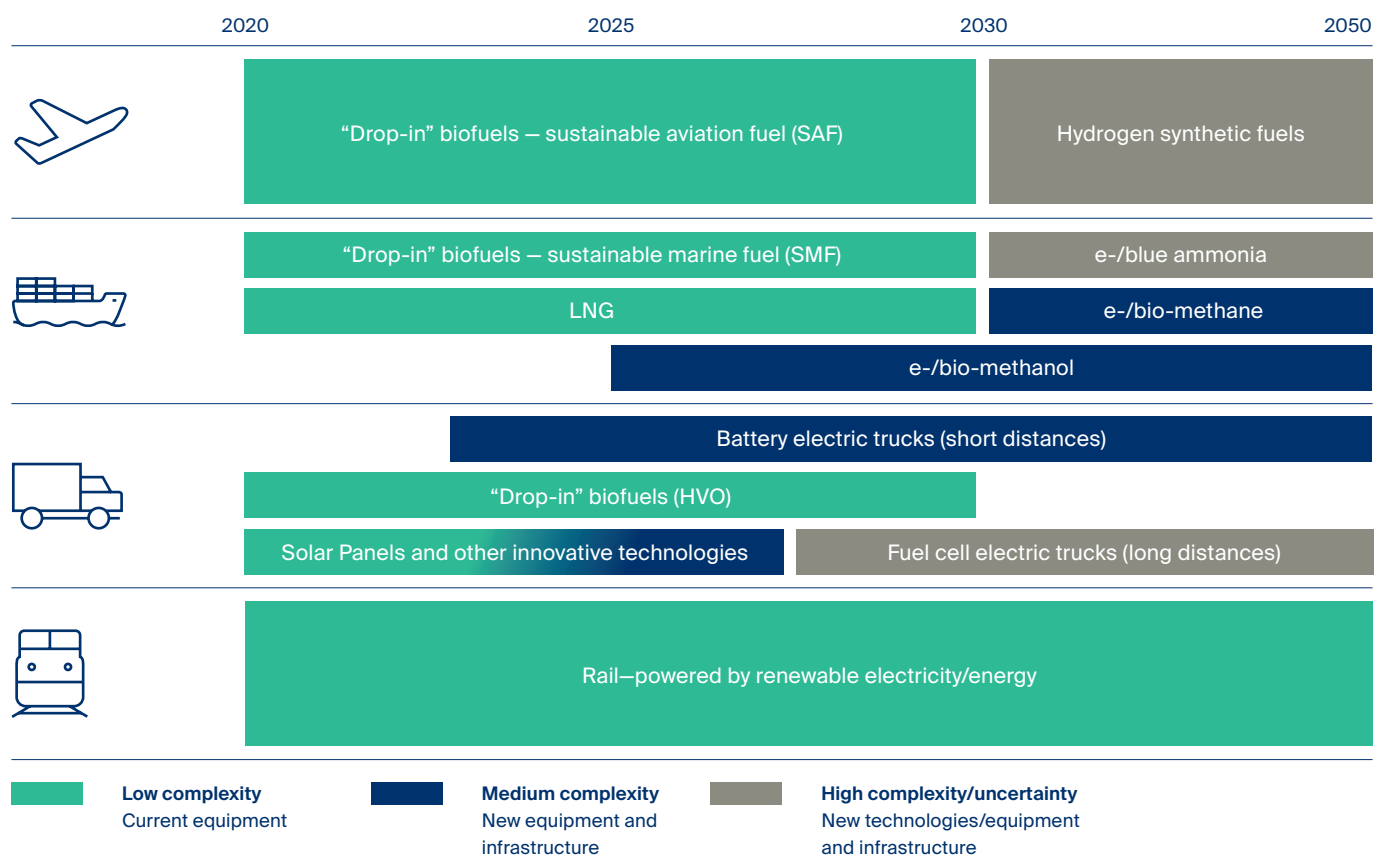 2020 2025 2030 2050
“Drop-in” biofuels — sustainable aviation fuel (SAF)
Hydrogen synthetic fuels
“Drop-in” biofuels — sustainable marine fuel (SMF)
e-/blue ammonia
LNG
e-/bio-methane
e-/bio-methanol
Battery electric trucks (short distances)
“Drop-in” biofuels (HVO)
Solar Panels and other innovative technologies
Fuel cell electric trucks (long distances)
Rail—powered by renewable electricity/energy
Low complexity
Current equipment
Medium complexity
New equipment and
infrastructure
High complexity/uncertainty
New technologies/equipment
and infrastructure